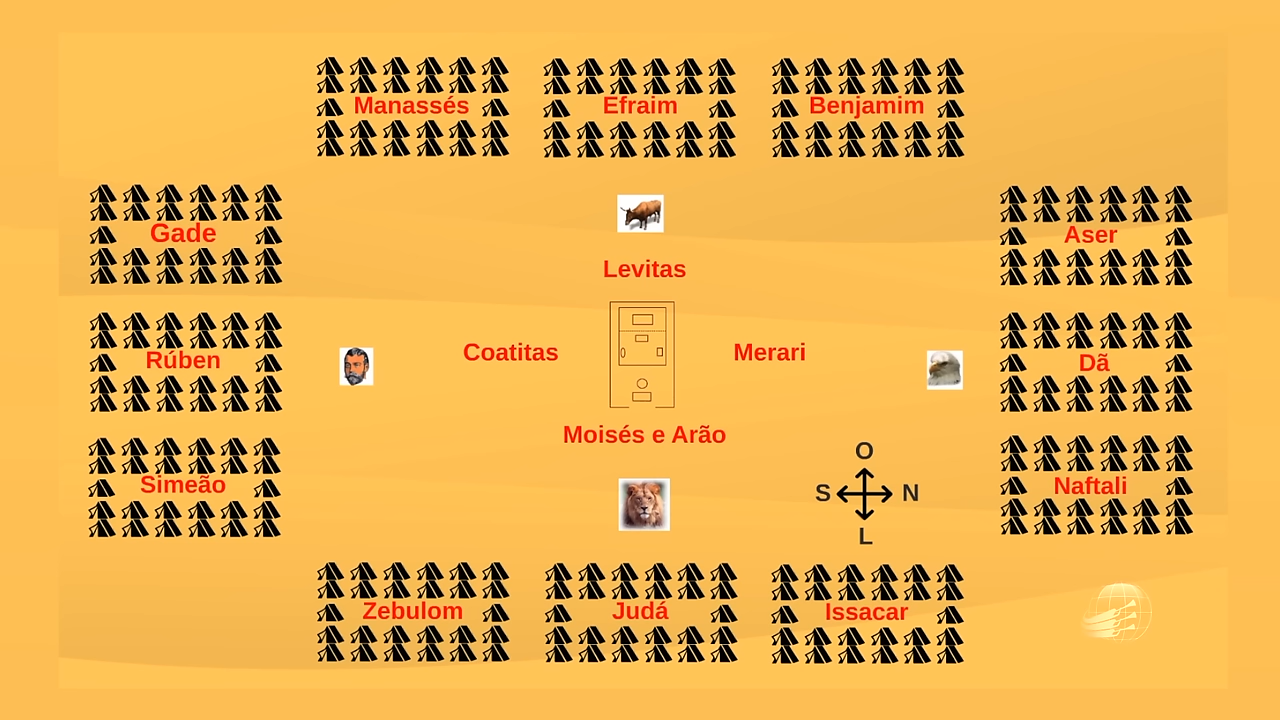 Manassés
Efraim
Benjamim
Gade
Aser
Levitas
Rúben
Coatitas
Merari
Dã
Moisés e Arão
O
S
N
L
Simeão
Naftali
Zebulom
Judá
Issacar